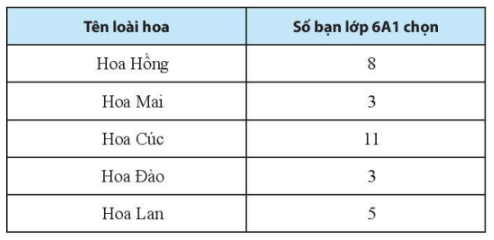 Tên loài hoa Số bạn lớp 6A1 chọn
Hoa Hồng 8
Hoa Mai 3
Hoa Cúc 11
Hoa Đào 3
Hoa Lan 5